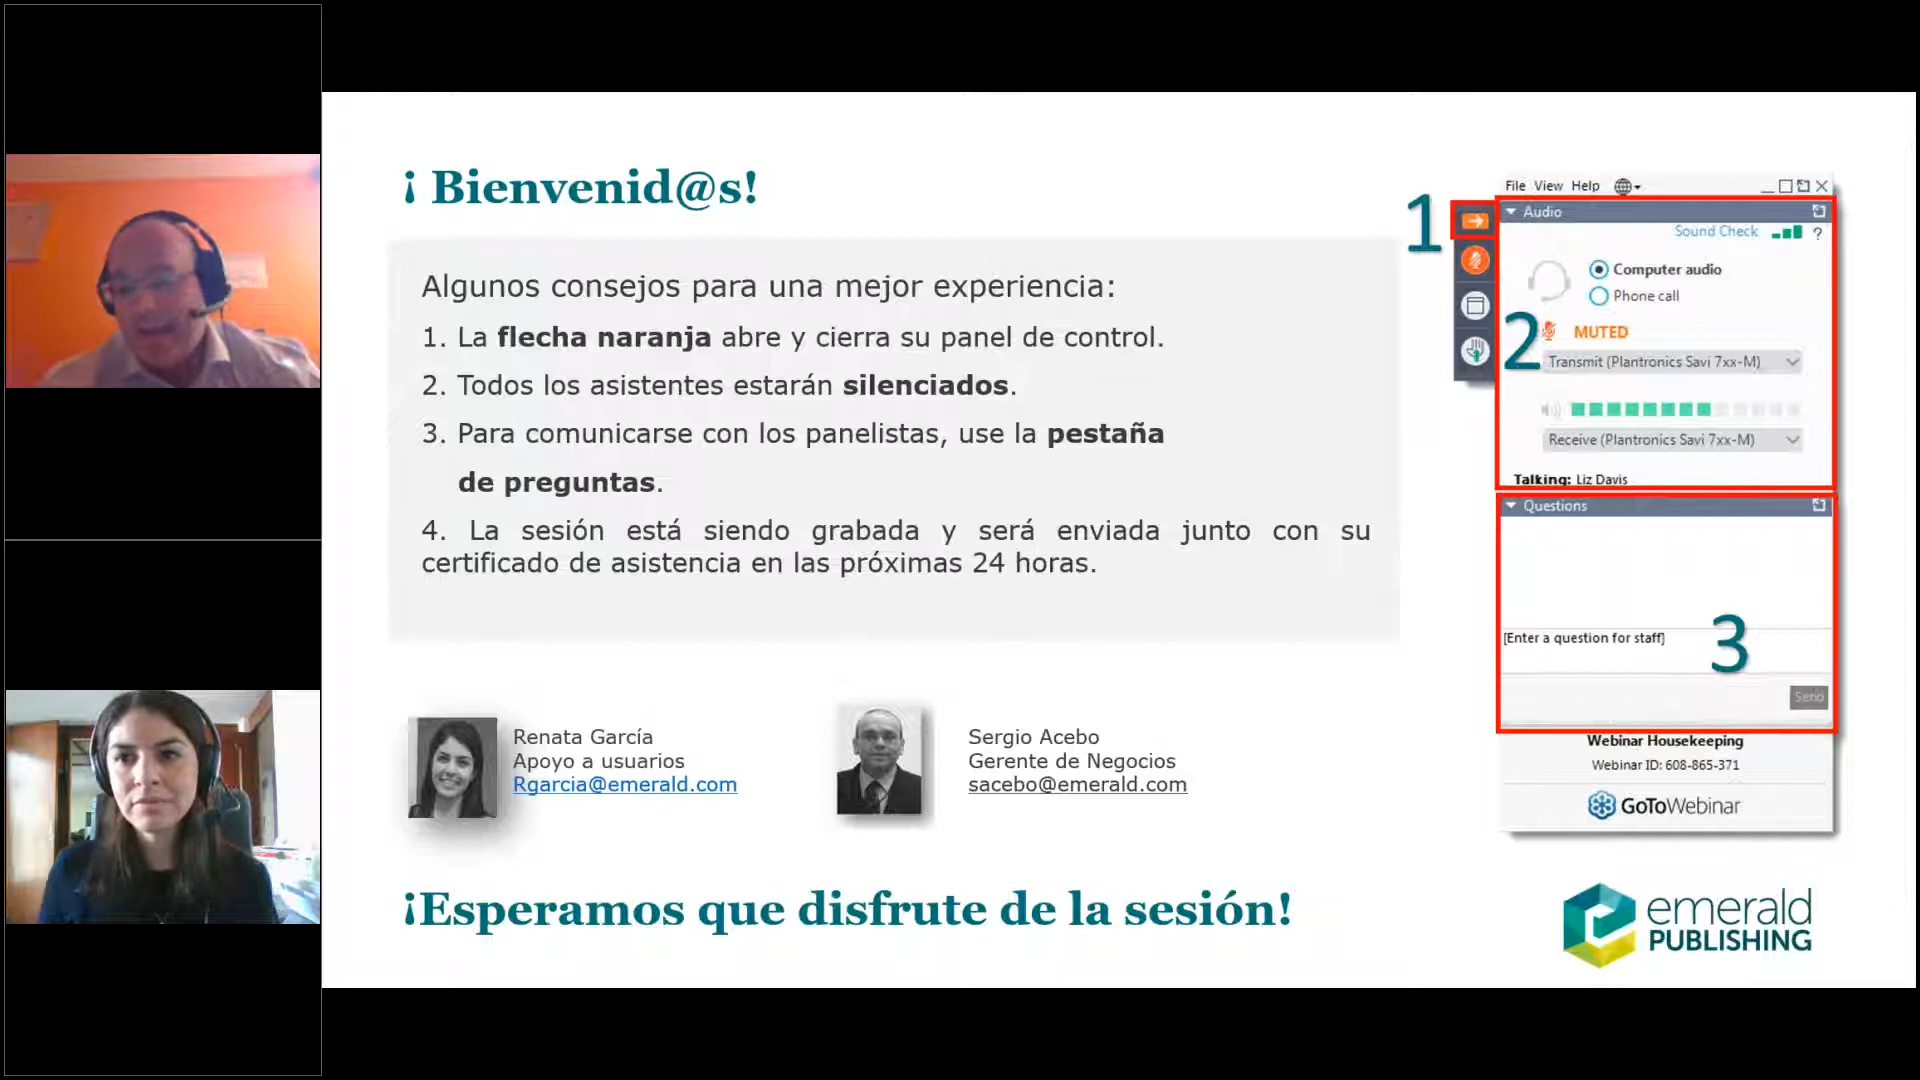 ¡ Bienvenid@s!
Algunos consejos para una mejor experiencia:
1. La flecha naranja abre y cierra su panel de control.
2. Todos los asistentes estarán silenciados.
3. Para comunicarse con los panelistas, use la pestaña
de preguntas.
4. La sesión está siendo grabada y será enviada junto con su
certificado de asistencia en las próximas 24 horas.
Renata García
Apoyo a usuarios
Rgarcia@emerald.com
Sergio Acebo
Gerente de Negocios
sacebo@emerald.com
¡Esperamos que disfrute de la sesión!
1
File View Help
Audio
Sound Check
?
Computer audio
Phone call
2
MUTED
Transmit (Plantronics Savi 7xx-M)
Receive (Plantronics Savi 7xx-M)
Talking: Liz Davis
Questions
[Enter a question for staff]
3
Send
Webinar Housekeeping
Webinar ID: 608-865-371
GoToWebinar
emerald
PUBLISHING